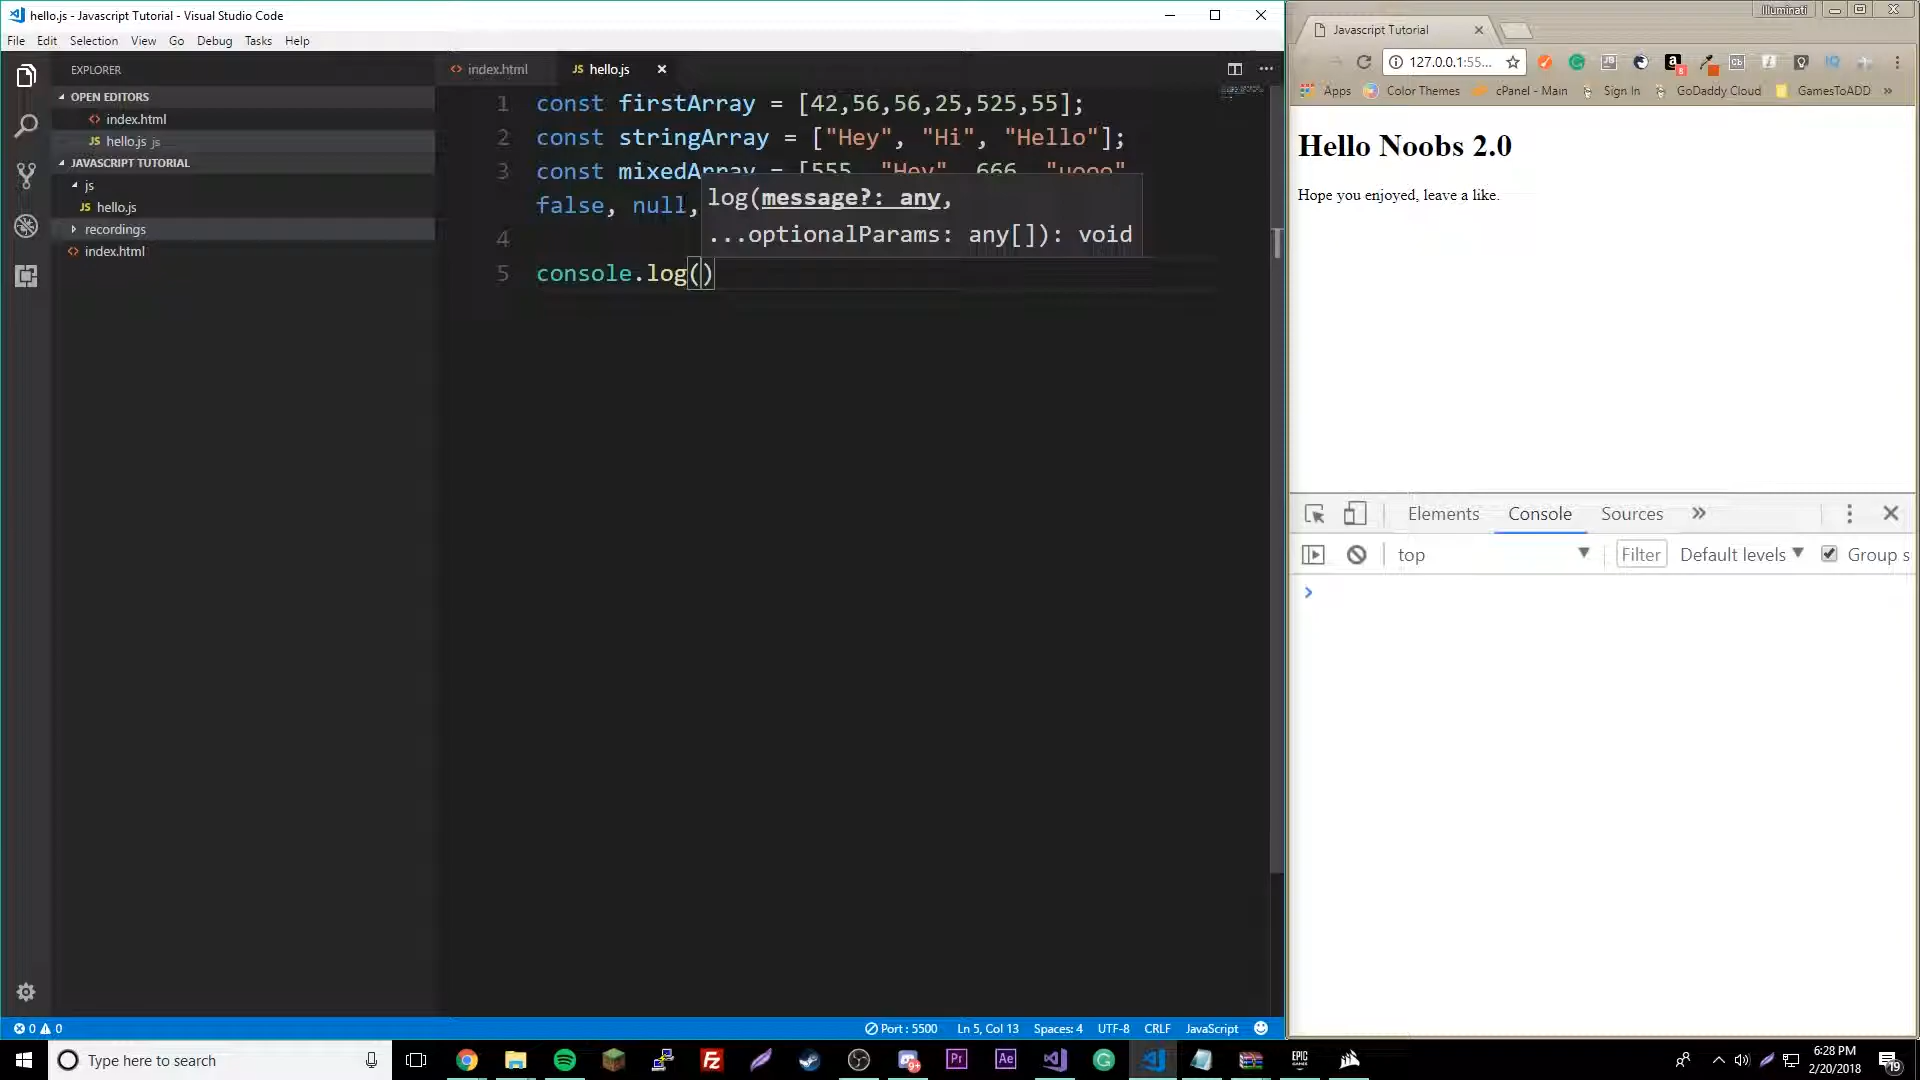 hello.js - Javascript Tutorial - Visual Studio Code
File Edit Selection View Go Debug Tasks Help
EXPLORER
OPEN EDITORS
index.html
hello.js js
JAVASCRIPT TUTORIAL
js
hello.js
recordings
index.html
index.html
JS hello.js
1 const firstArray = [42,56,56,25,525,55];
2 const stringArray = ["Hey", "Hi", "Hello"];
3 const mixedArray = [555, "Hey", 666, "yooo"
false, null,
log(message?: any,
...optionalParams: any[]): void
4
5 console.log()
0 0
Port : 5500 Ln 5, Col 13 Spaces: 4 UTF-8 CRLF JavaScript
Illuminati
Javascript Tutorial
127.0.0.1:55...
Apps Color Themes cPanel - Main Sign In GoDaddy Cloud GamesToADD »
Hello Noobs 2.0
Hope you enjoyed, leave a like.
Elements Console Sources »
top Filter Default levels Group s
Type here to search
6:28 PM
2/20/2018
19